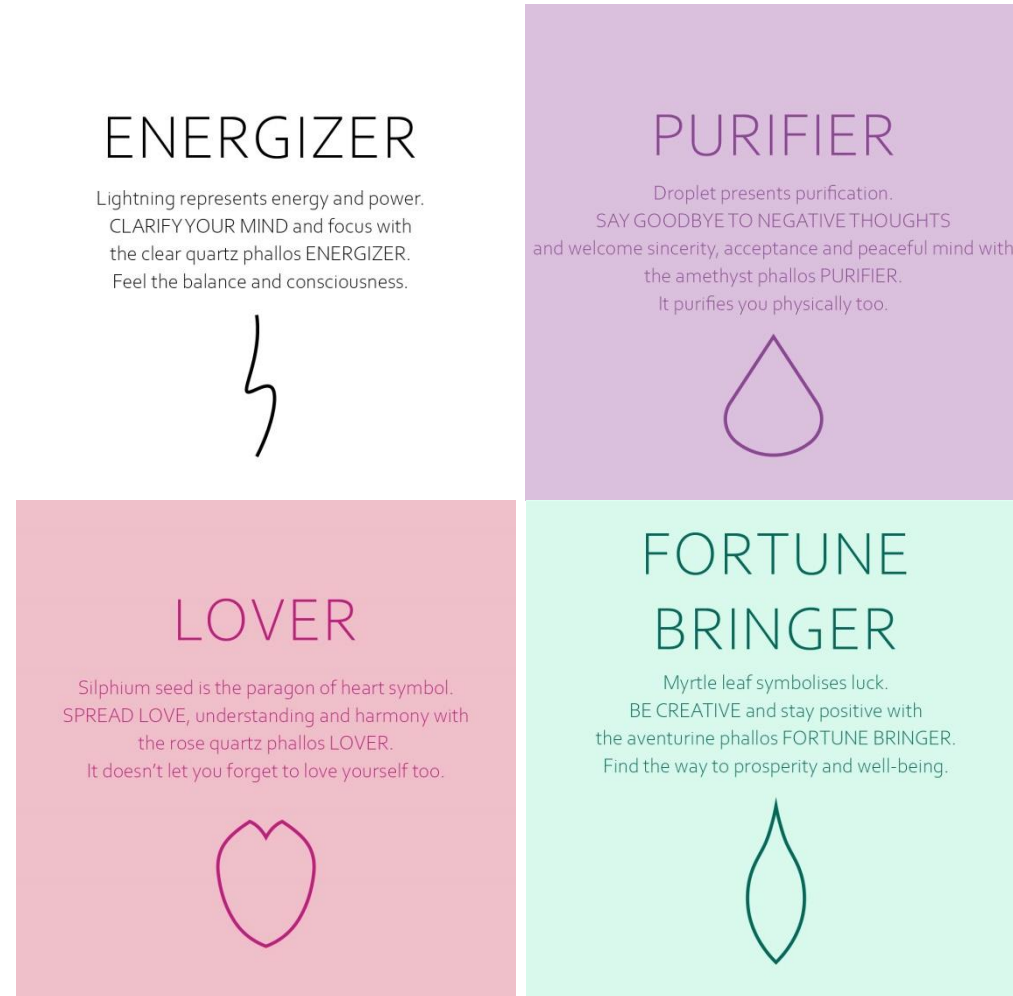 ENERGIZER
Lightning represents energy and power.
CLARIFY YOUR MIND and focus with
the clear quartz phallos ENERGIZER.
Feel the balance and consciousness.
PURIFIER
Droplet presents purification.
SAY GOODBYE TO NEGATIVE THOUGHTS
and welcome sincerity, acceptance and peaceful mind with
the amethyst phallos PURIFIER.
It purifies you physically too.
LOVER
Silphium seed is the paragon of heart symbol.
SPREAD LOVE, understanding and harmony with
the rose quartz phallos LOVER.
It doesn't let you forget to love yourself too.
FORTUNE
BRINGER
Myrtle leaf symbolises luck.
BE CREATIVE and stay positive with
the aventurine phallos FORTUNE BRINGER.
Find the way to prosperity and well-being.